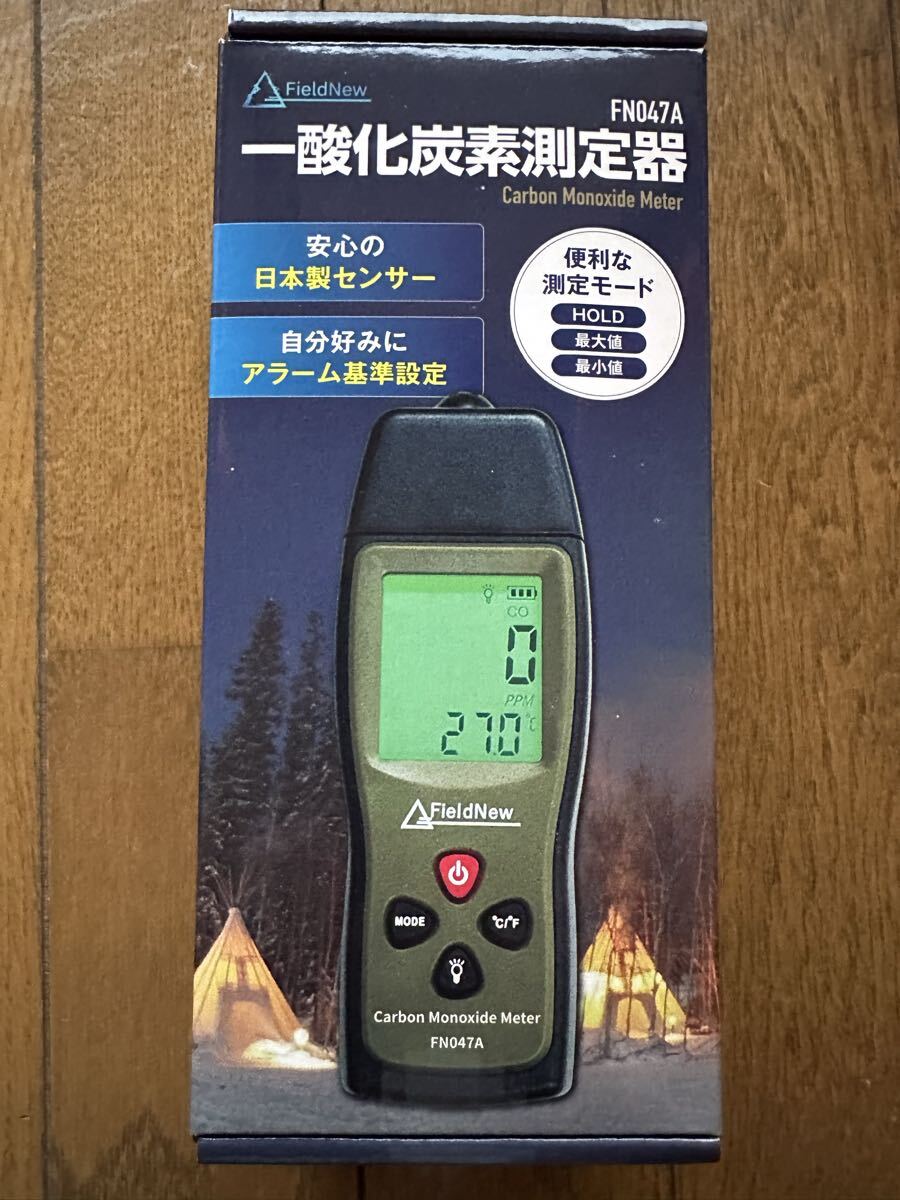 FieldNew
FN047A
一酸化炭素測定器
Carbon Monoxide Meter
安心の
日本製センサー
自分好みに
アラーム基準設定
便利な
測定モード
HOLD
最大値
最小値
CO
0
PPM
27.0 ℃
FieldNew
MODE
℃/℉
Carbon Monoxide Meter
FN047A